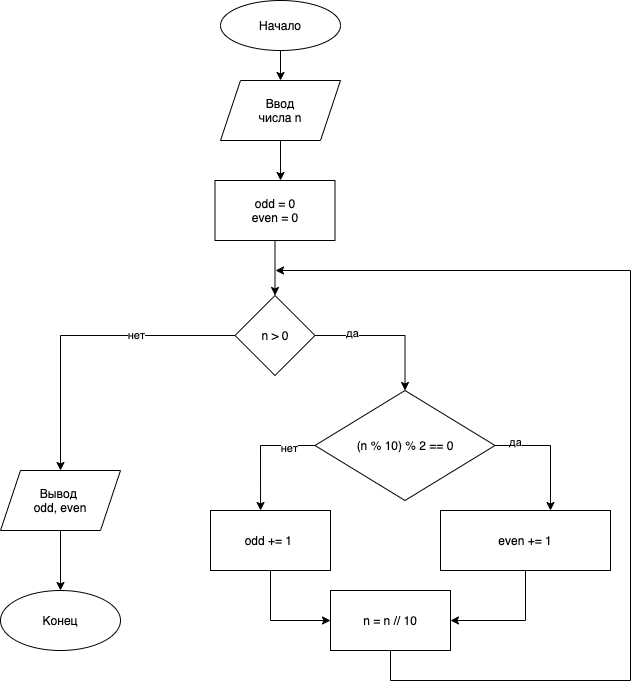 Начало
Ввод
числа n
odd = 0
even = 0
n > 0
нет
да
(n % 10) % 2 == 0
нет
да
Вывод
odd, even
odd += 1
even += 1
Конец
n = n // 10